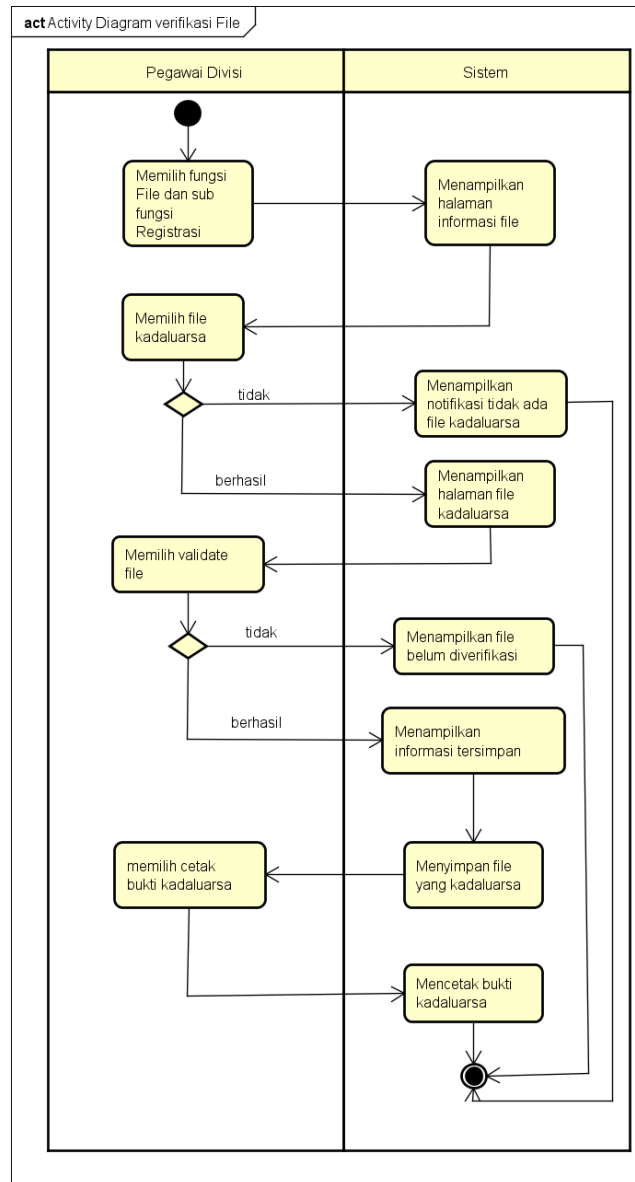 act Activity Diagram verifikasi File
Pegawai Divisi
Sistem
Memilih fungsi
File dan sub
fungsi
Registrasi
Menampilkan
halaman
informasi file
Memilih file
kadaluarsa
tidak
Menampilkan
notifikasi tidak ada
file kadaluarsa
berhasil
Menampilkan
halaman file
kadaluarsa
Memilih validate
file
tidak
Menampilkan file
belum diverifikasi
berhasil
Menampilkan
informasi tersimpan
memilih cetak
bukti kadaluarsa
Menyimpan file
yang kadaluarsa
Mencetak bukti
kadaluarsa